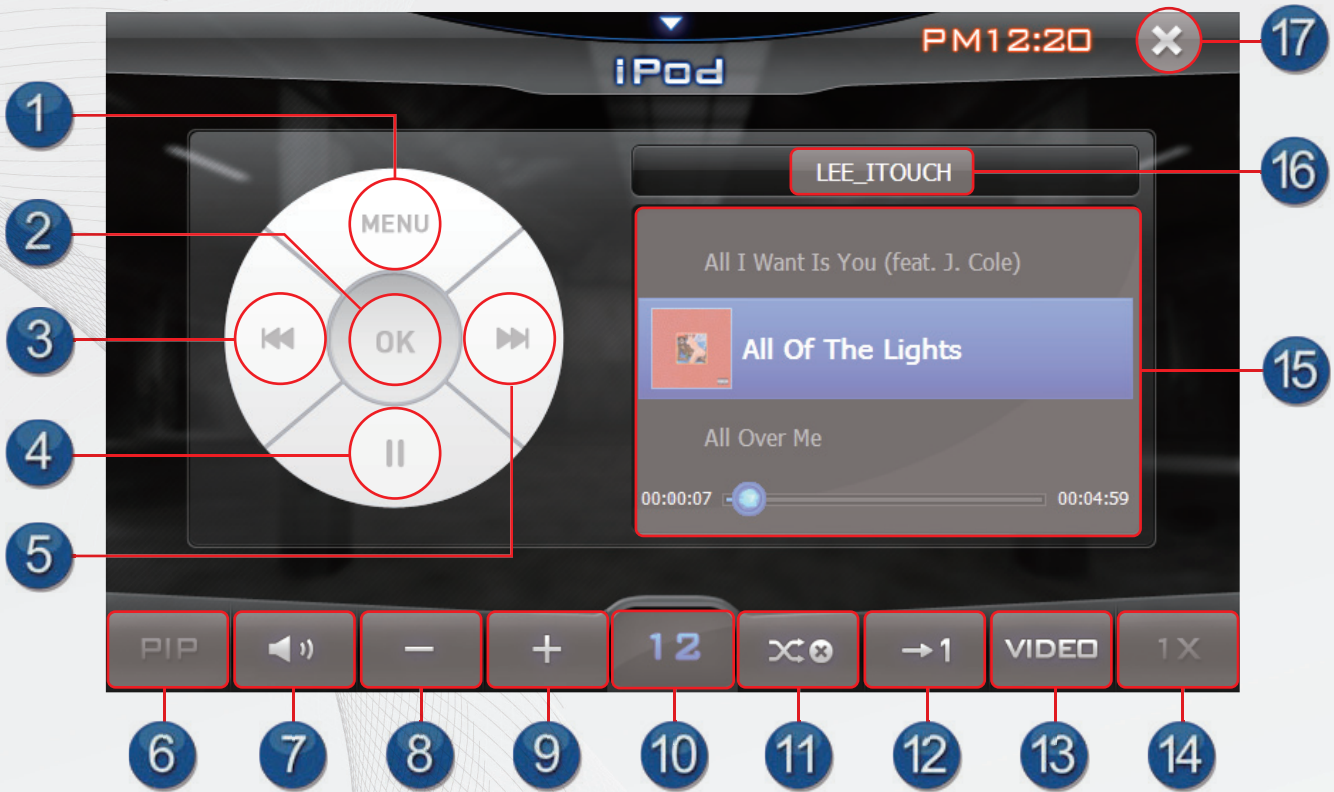 PM12:20
17
iPod
1
16
LEE_ITOUCH
MENU
2
All I Want Is You (feat. J. Cole)
3
OK
All Of The Lights
15
4
All Over Me
00:00:07
00:04:59
5
PIP
12
→1
VIDEO
1X
6
7
8
9
10
11
12
13
14